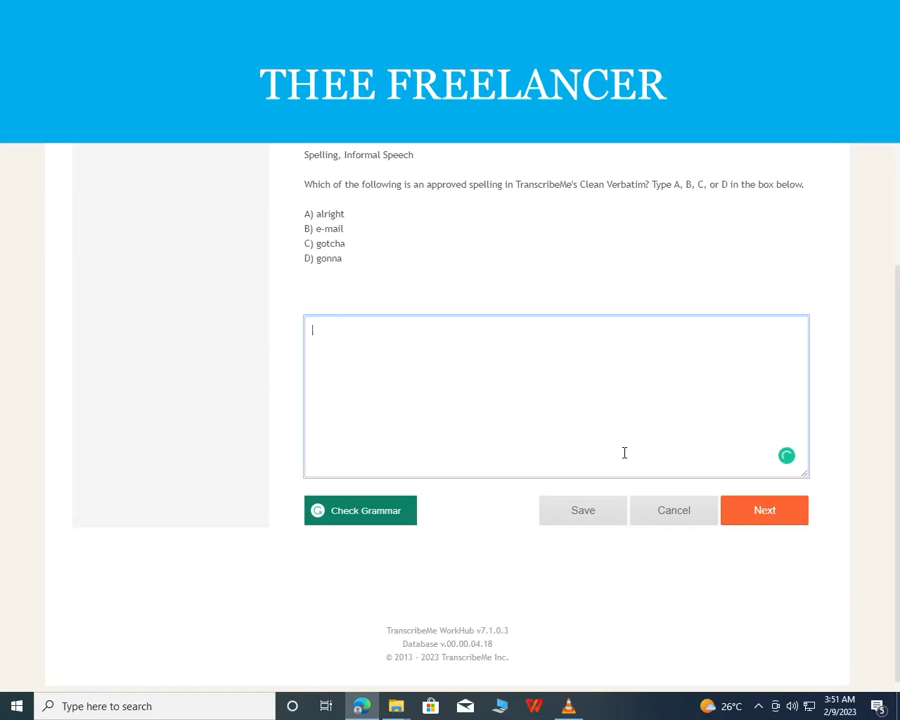 THEE FREELANCER
Spelling, Informal Speech
Which of the following is an approved spelling in TranscribeMe's Clean Verbatim? Type A, B, C, or D in the box below.
A) alright
B) e-mail
C) gotcha
D) gonna
Check Grammar
Save
Cancel
Next
TranscribeMe WorkHub v7.1.0.3
Database v.00.00.04.18
© 2013 - 2023 TranscribeMe Inc.
Type here to search
26°C
3:51 AM
2/9/2023
5